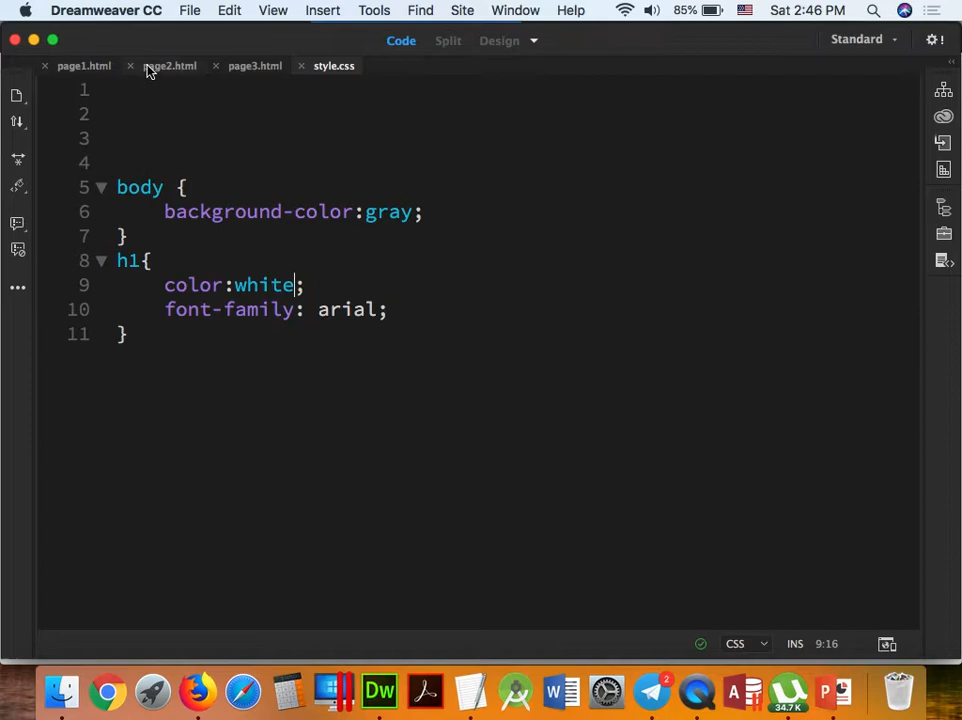 Dreamweaver CC File Edit View Insert Tools Find Site Window Help 85% Sat 2:46 PM
Code Split Design Standard
page1.html page2.html page3.html style.css
1
2
3
4
5 body {
6 background-color:gray;
7 }
8 h1{
9 color:white;
10 font-family: arial;
11 }
CSS INS 9:16
Dw W 2 A P
34.7 K